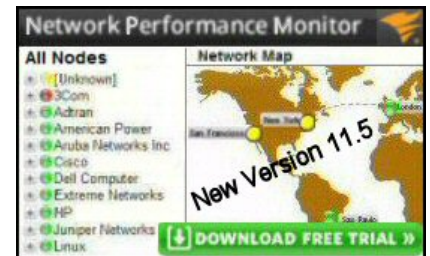 Network Performance Monitor
All Nodes
Network Map
[Unknown]
3Com
Adtran
American Power
Aruba Networks Inc
Cisco
Dell Computer
Extreme Networks
HP
Juniper Networks
Linux
London
New York
San Francisco
New Version 11.5
Sao Paulo
DOWNLOAD FREE TRIAL »